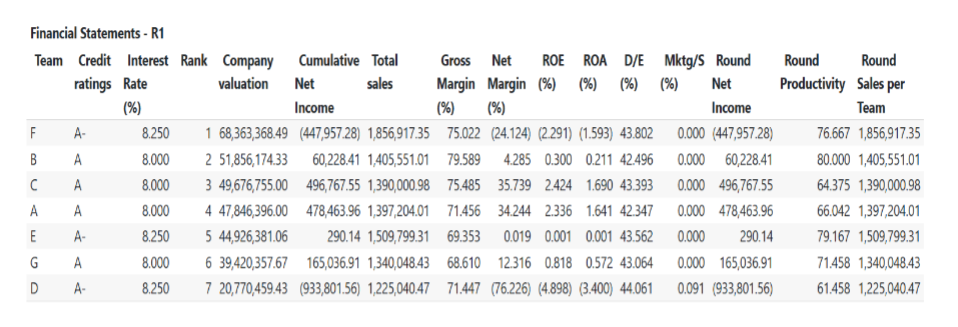 Financial Statements - R1
Team Credit Interest Rank Company Cumulative Total Gross Net ROE ROA D/E Mktg/S Round Round Round
ratings Rate valuation Net sales Margin Margin (%) (%) (%) (%) Net Productivity Sales per
(%) Income (%) (%) Income Team
F A- 8.250 1 68,363,368.49 (447,957.28) 1,856,917.35 75.022 (24.124) (2.291) (1.593) 43.802 0.000 (447,957.28) 76.667 1,856,917.35
B A 8.000 2 51,856,174.33 60,228.41 1,405,551.01 79.589 4.285 0.300 0.211 42.496 0.000 60,228.41 80.000 1,405,551.01
C A 8.000 3 49,676,755.00 496,767.55 1,390,000.98 75.485 35.739 2.424 1.690 43.393 0.000 496,767.55 64.375 1,390,000.98
A A 8.000 4 47,846,396.00 478,463.96 1,397,204.01 71.456 34.244 2.336 1.641 42.347 0.000 478,463.96 66.042 1,397,204.01
E A- 8.250 5 44,926,381.06 290.14 1,509,799.31 69.353 0.019 0.001 0.001 43.562 0.000 290.14 79.167 1,509,799.31
G A 8.000 6 39,420,357.67 165,036.91 1,340,048.43 68.610 12.316 0.818 0.572 43.064 0.000 165,036.91 71.458 1,340,048.43
D A- 8.250 7 20,770,459.43 (933,801.56) 1,225,040.47 71.447 (76.226) (4.898) (3.400) 44.061 0.091 (933,801.56) 61.458 1,225,040.47